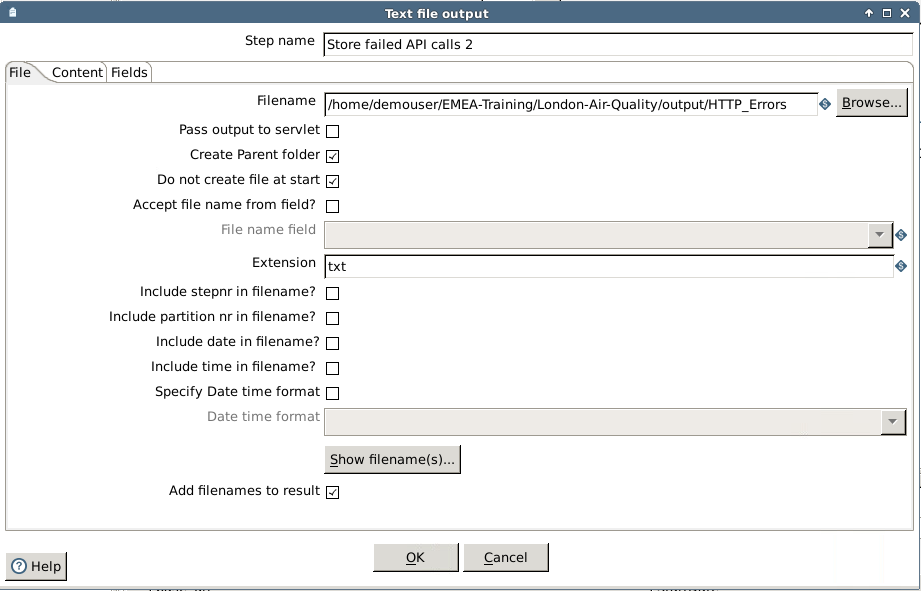 Text file output
Step name Store failed API calls 2
File Content Fields
Filename /home/demouser/EMEA-Training/London-Air-Quality/output/HTTP_Errors Browse...
Pass output to servlet
Create Parent folder
Do not create file at start
Accept file name from field?
File name field
Extension txt
Include stepnr in filename?
Include partition nr in filename?
Include date in filename?
Include time in filename?
Specify Date time format
Date time format
Show filename(s)...
Add filenames to result
Help OK Cancel